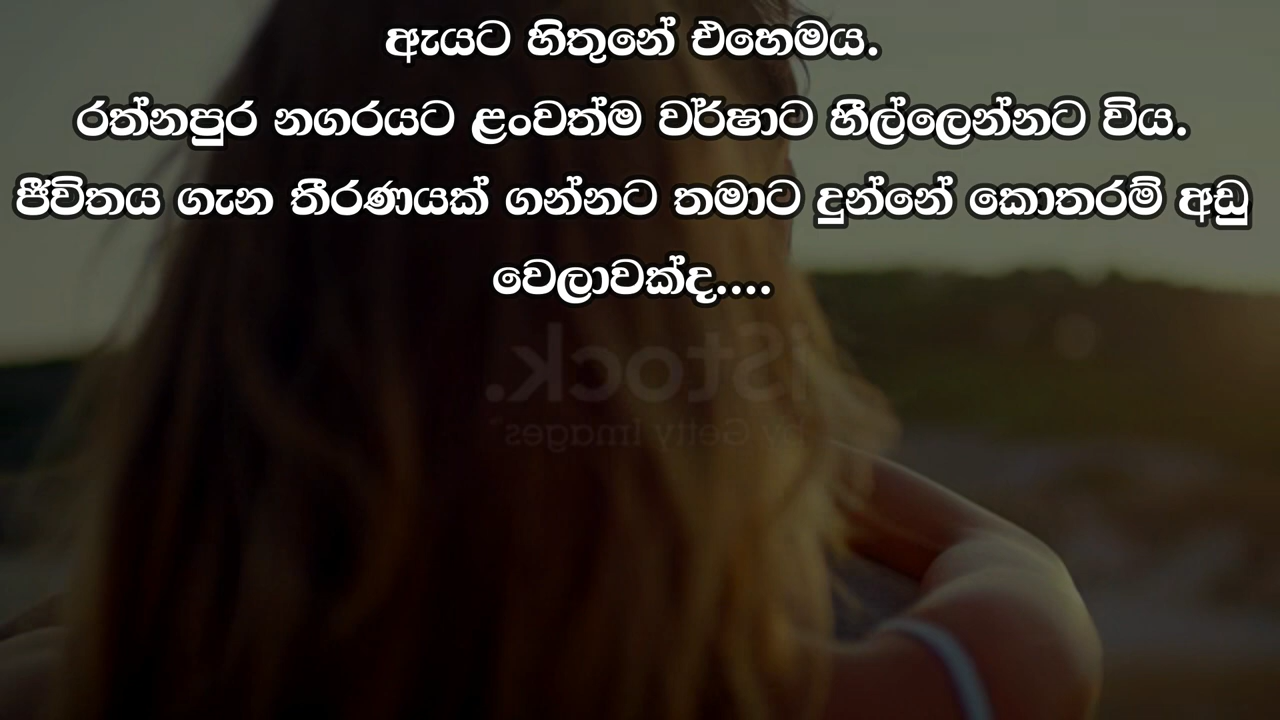 ඇයට හිතුනේ එහෙමය.
රත්නපුර නගරයට ළංවත්ම වර්ෂාට හීල්ලෙන්නට විය.
ජීවිතය ගැන තීරණයක් ගන්නට තමාට දුන්නේ කොතරම් අඩු
වෙලාවක්ද....
iStock.
by Getty Images™